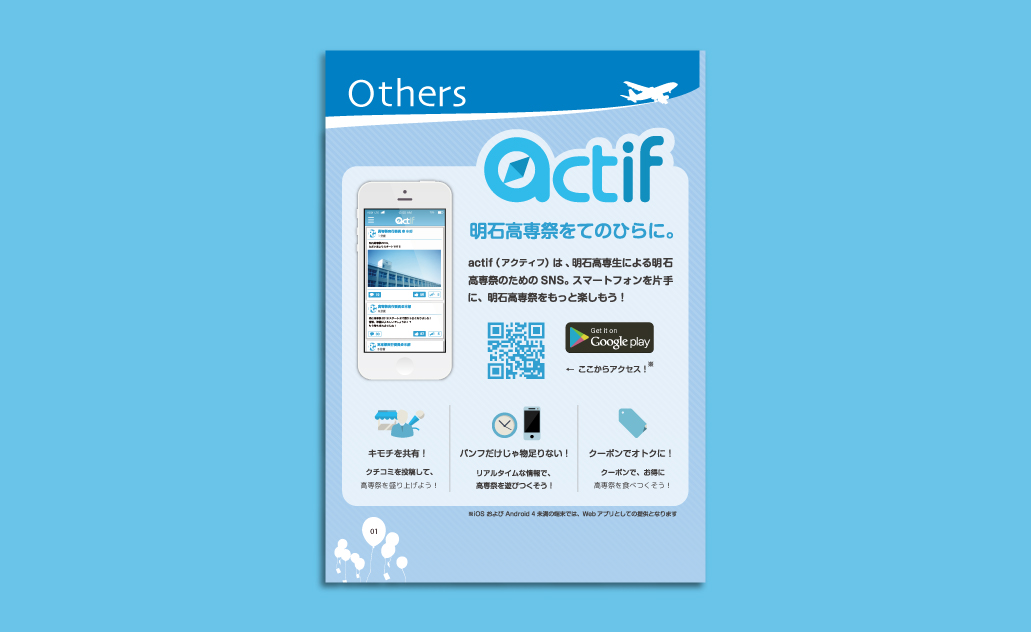 Others
actif
明石高専祭をてのひらに。
actif（アクティフ）は、明石高専生による明石
高専祭のための SNS。スマートフォンを片手
に、明石高専祭をもっと楽しもう！
actif
Get it on
Google play
← ここからアクセス！※
キモチを共有！
クチコミを投稿して、
高専祭を盛り上げよう！
パンフだけじゃ物足りない！
リアルタイムな情報で、
高専祭を遊びつくそう！
クーポンでオトクに！
クーポンで、お得に
高専祭を食べつくそう！
※iOS および Android 4 未満の端末では、Web アプリとしての提供となります
01